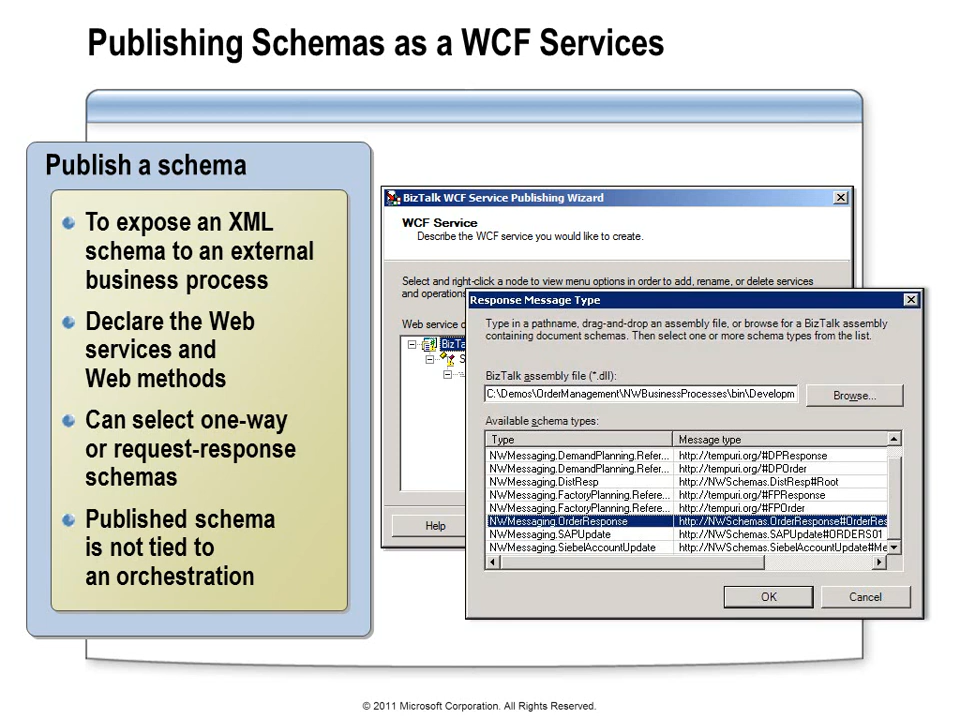 Publishing Schemas as a WCF Services
Publish a schema
To expose an XML
schema to an external
business process
Declare the Web
services and
Web methods
Can select one-way
or request-response
schemas
Published schema
is not tied to
an orchestration
BizTalk WCF Service Publishing Wizard
WCF Service
Describe the WCF service you would like to create.
Select and right-click a node to view menu options in order to add, rename, or delete services
and operations
Web service d
BizTa
S
Help
Response Message Type
Type in a pathname, drag-and-drop an assembly file, or browse for a BizTalk assembly
containing document schemas. Then select one or more schema types from the list.
BizTalk assembly file (*.dll):
C:\Demos\OrderManagement\NWBusinessProcesses\bin\Developm
Browse...
Available schema types:
Type Message type
NWMessaging.DemandPlanning.Refere... http://tempuri.org/#DPResponse
NWMessaging.DemandPlanning.Refere... http://tempuri.org/#DPOrder
NWMessaging.DistResp http://NWSchemas.DistResp#Root
NWMessaging.FactoryPlanning.Refere... http://tempuri.org/#FPResponse
NWMessaging.FactoryPlanning.Refere... http://tempuri.org/#FPOrder
NWMessaging.OrderResponse http://NWSchemas.OrderResponse#OrderRes
NWMessaging.SAPUpdate http://NWSchemas.SAPUpdate#ORDERS01
NWMessaging.SiebelAccountUpdate http://NWSchemas.SiebelAccountUpdate#Me
OK
Cancel
© 2011 Microsoft Corporation. All Rights Reserved.